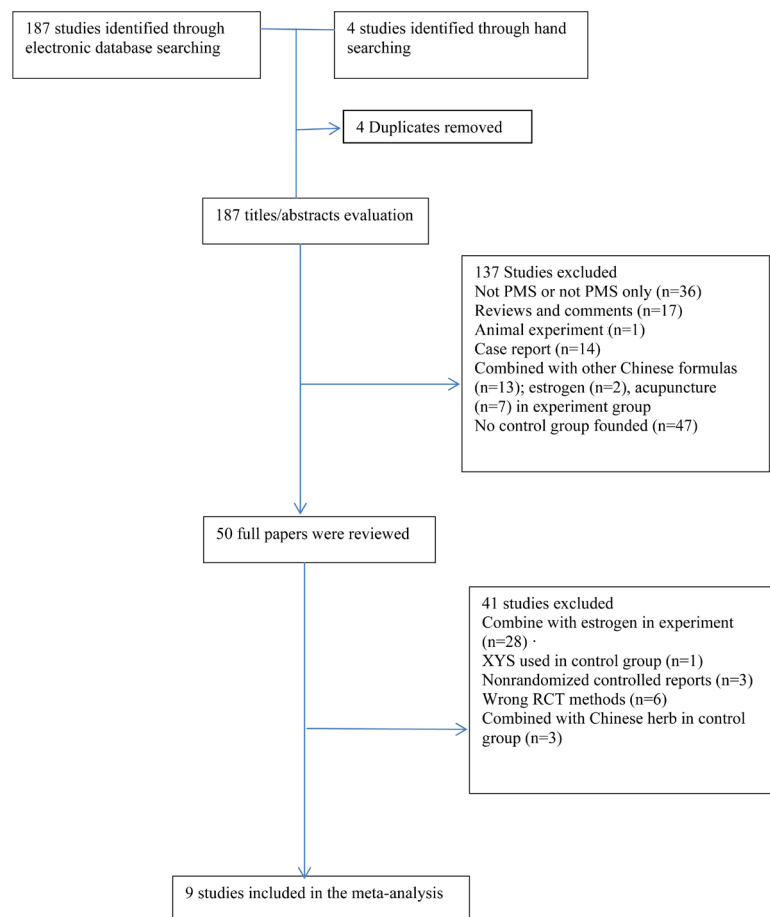 187 studies identified through
electronic database searching
4 studies identified through hand
searching
4 Duplicates removed
187 titles/abstracts evaluation
137 Studies excluded
Not PMS or not PMS only (n=36)
Reviews and comments (n=17)
Animal experiment (n=1)
Case report (n=14)
Combined with other Chinese formulas
(n=13); estrogen (n=2), acupuncture
(n=7) in experiment group
No control group founded (n=47)
50 full papers were reviewed
41 studies excluded
Combine with estrogen in experiment
(n=28) ·
XYS used in control group (n=1)
Nonrandomized controlled reports (n=3)
Wrong RCT methods (n=6)
Combined with Chinese herb in control
group (n=3)
9 studies included in the meta-analysis